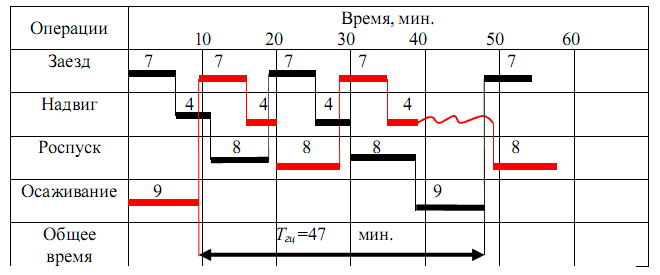 Операции
Время, мин.
10 20 30 40 50 60
Заезд 7 7 7 7 7
Надвиг 4 4 4 4
Роспуск 8 8 8 8
Осаживание 9 9
Общее
время
Tгц=47 мин.